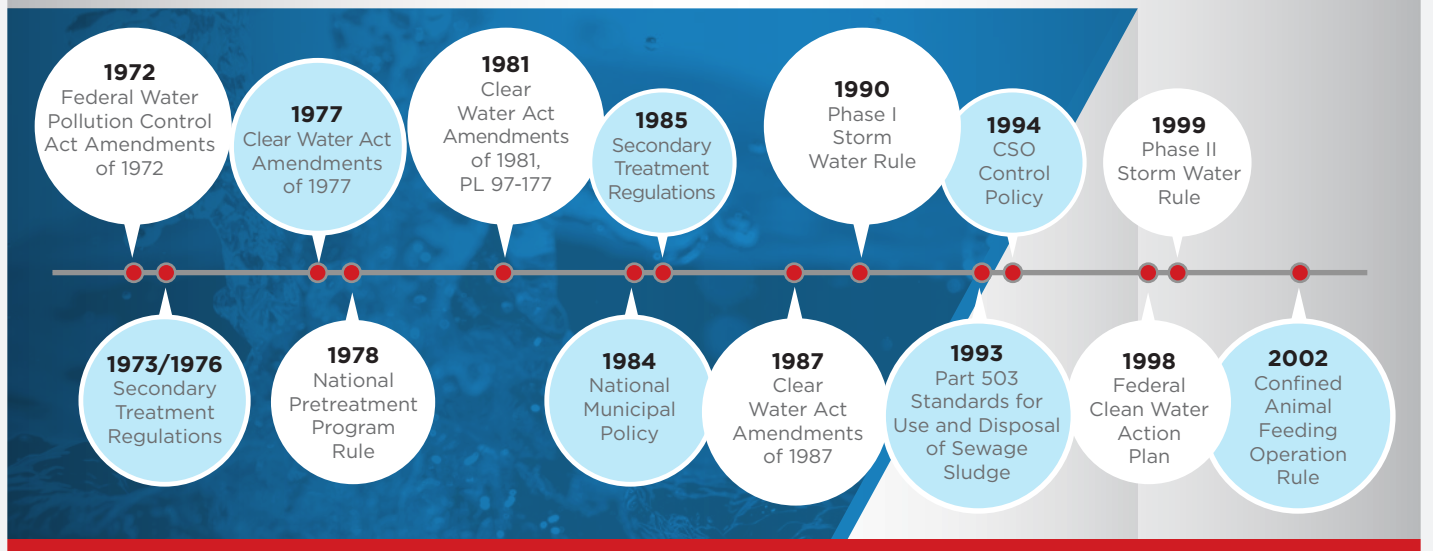 1972
Federal Water
Pollution Control
Act Amendments
of 1972
1973/1976
Secondary
Treatment
Regulations
1977
Clear Water Act
Amendments
of 1977
1978
National
Pretreatment
Program
Rule
1981
Clear
Water Act
Amendments
of 1981,
PL 97-177
1984
National
Municipal
Policy
1985
Secondary
Treatment
Regulations
1987
Clear
Water Act
Amendments
of 1987
1990
Phase I
Storm
Water Rule
1993
Part 503
Standards for
Use and Disposal
of Sewage
Sludge
1994
CSO
Control
Policy
1998
Federal
Clean Water
Action
Plan
1999
Phase II
Storm Water
Rule
2002
Confined
Animal
Feeding
Operation
Rule